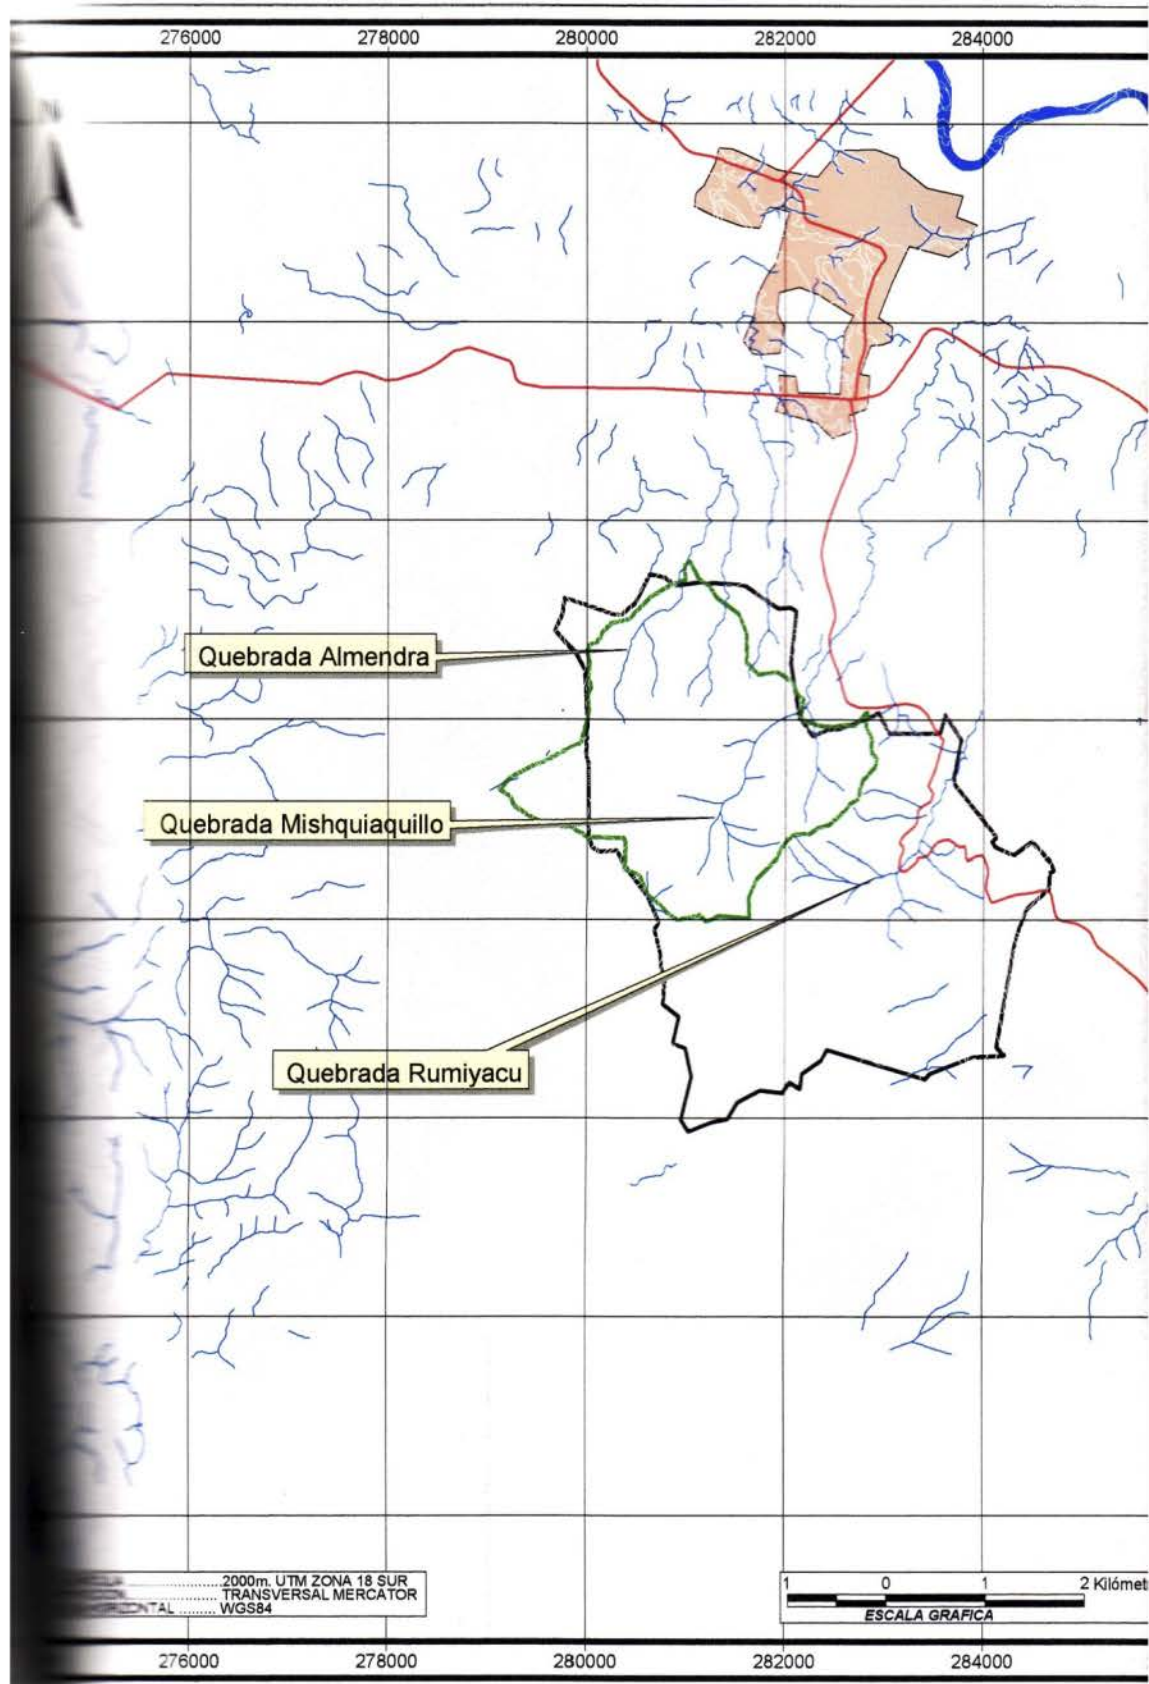 276000 278000 280000 282000 284000
Quebrada Almendra
Quebrada Mishquiaquillo
Quebrada Rumiyacu
2000m. UTM ZONA 18 SUR
TRANSVERSAL MERCATOR
WGS84
1 0 1 2 Kilómet
ESCALA GRAFICA
276000 278000 280000 282000 284000